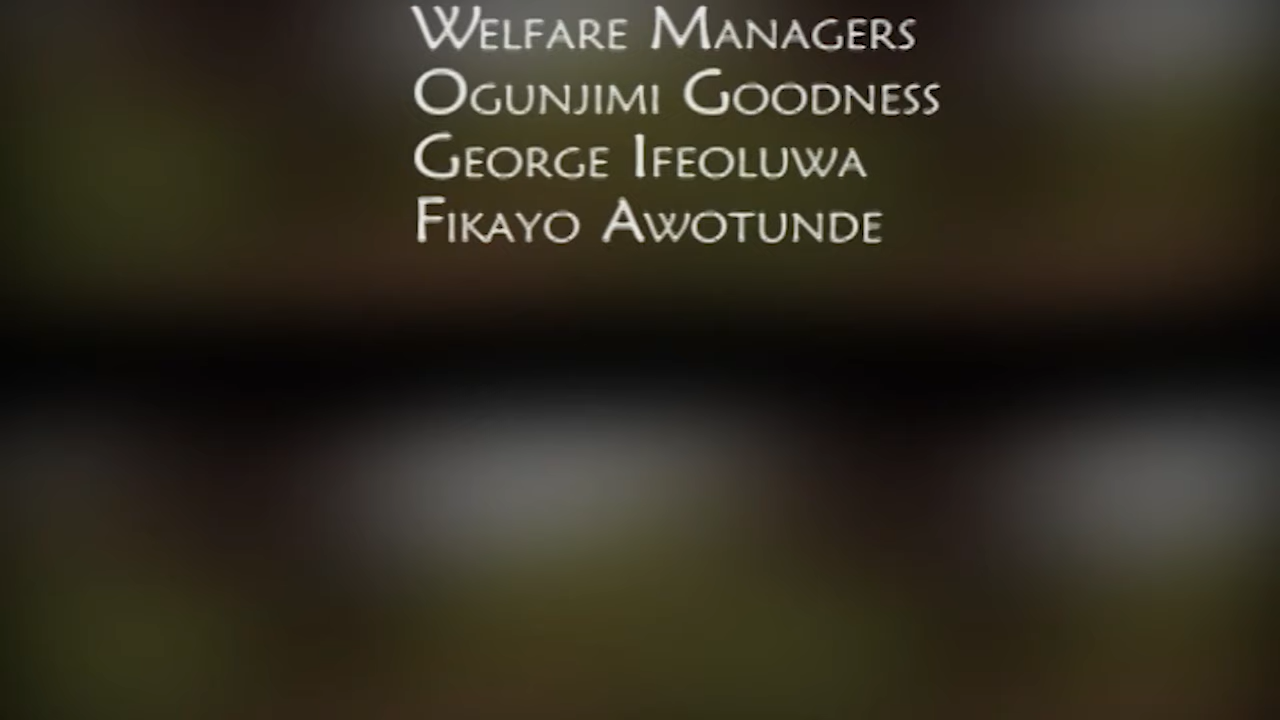 Welfare Managers
Ogunjimi Goodness
George Ifeoluwa
Fikayo Awotunde